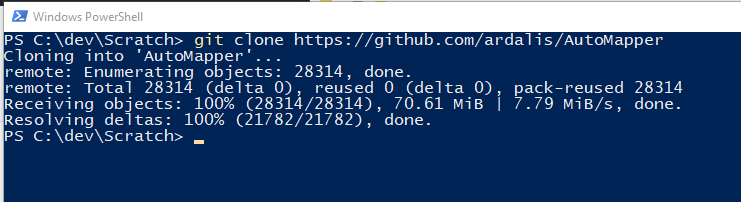 Windows PowerShell
PS C:\dev\Scratch> git clone https://github.com/ardalis/AutoMapper
Cloning into 'AutoMapper'...
remote: Enumerating objects: 28314, done.
remote: Total 28314 (delta 0), reused 0 (delta 0), pack-reused 28314
Receiving objects: 100% (28314/28314), 70.61 MiB | 7.79 MiB/s, done.
Resolving deltas: 100% (21782/21782), done.
PS C:\dev\Scratch>